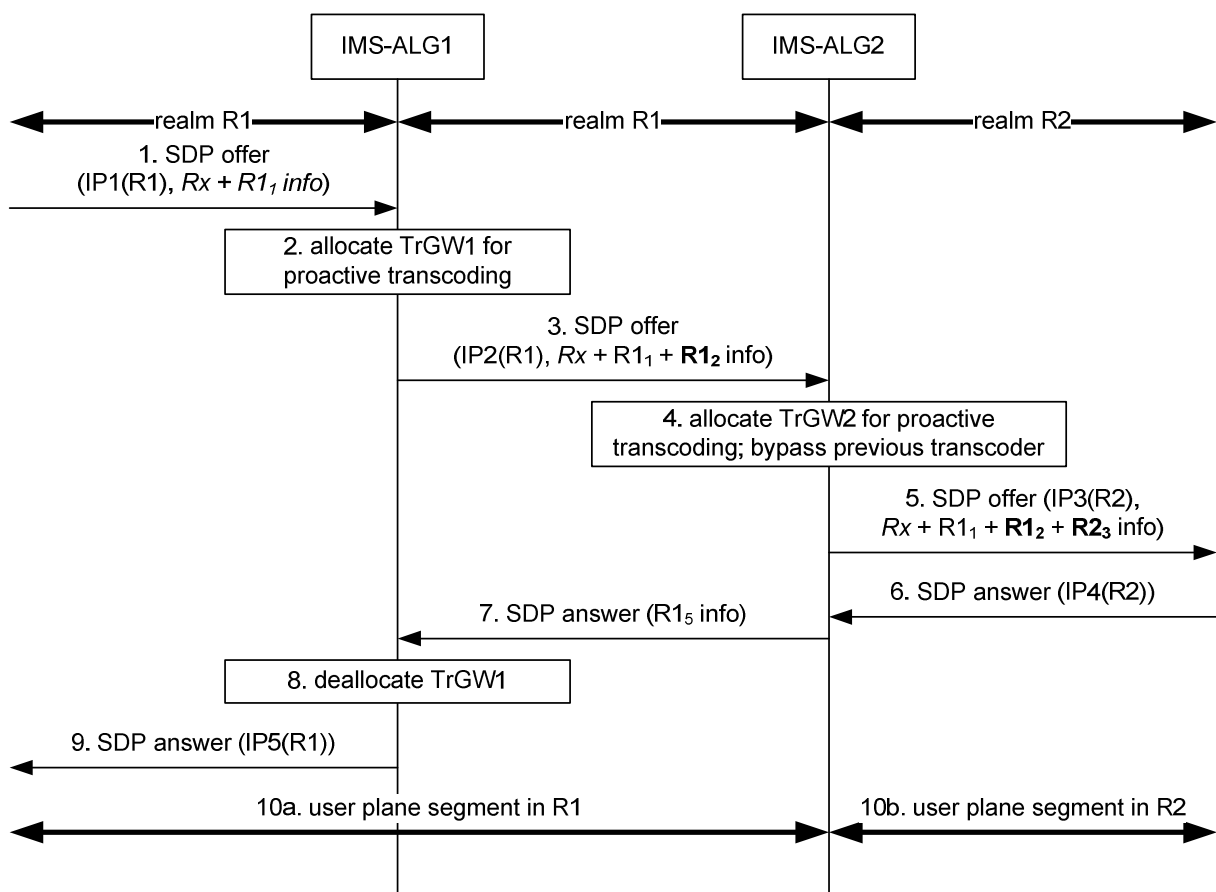 IMS-ALG1
IMS-ALG2
realm R1
realm R1
realm R2
1. SDP offer
(IP1(R1), Rx + R1₁ info)
2. allocate TrGW1 for
proactive transcoding
3. SDP offer
(IP2(R1), Rx + R1₁ + R1₂ info)
4. allocate TrGW2 for proactive
transcoding; bypass previous transcoder
5. SDP offer (IP3(R2),
Rx + R1₁ + R1₂ + R2₃ info)
6. SDP answer (IP4(R2))
7. SDP answer (R1₅ info)
8. deallocate TrGW1
9. SDP answer (IP5(R1))
10a. user plane segment in R1
10b. user plane segment in R2